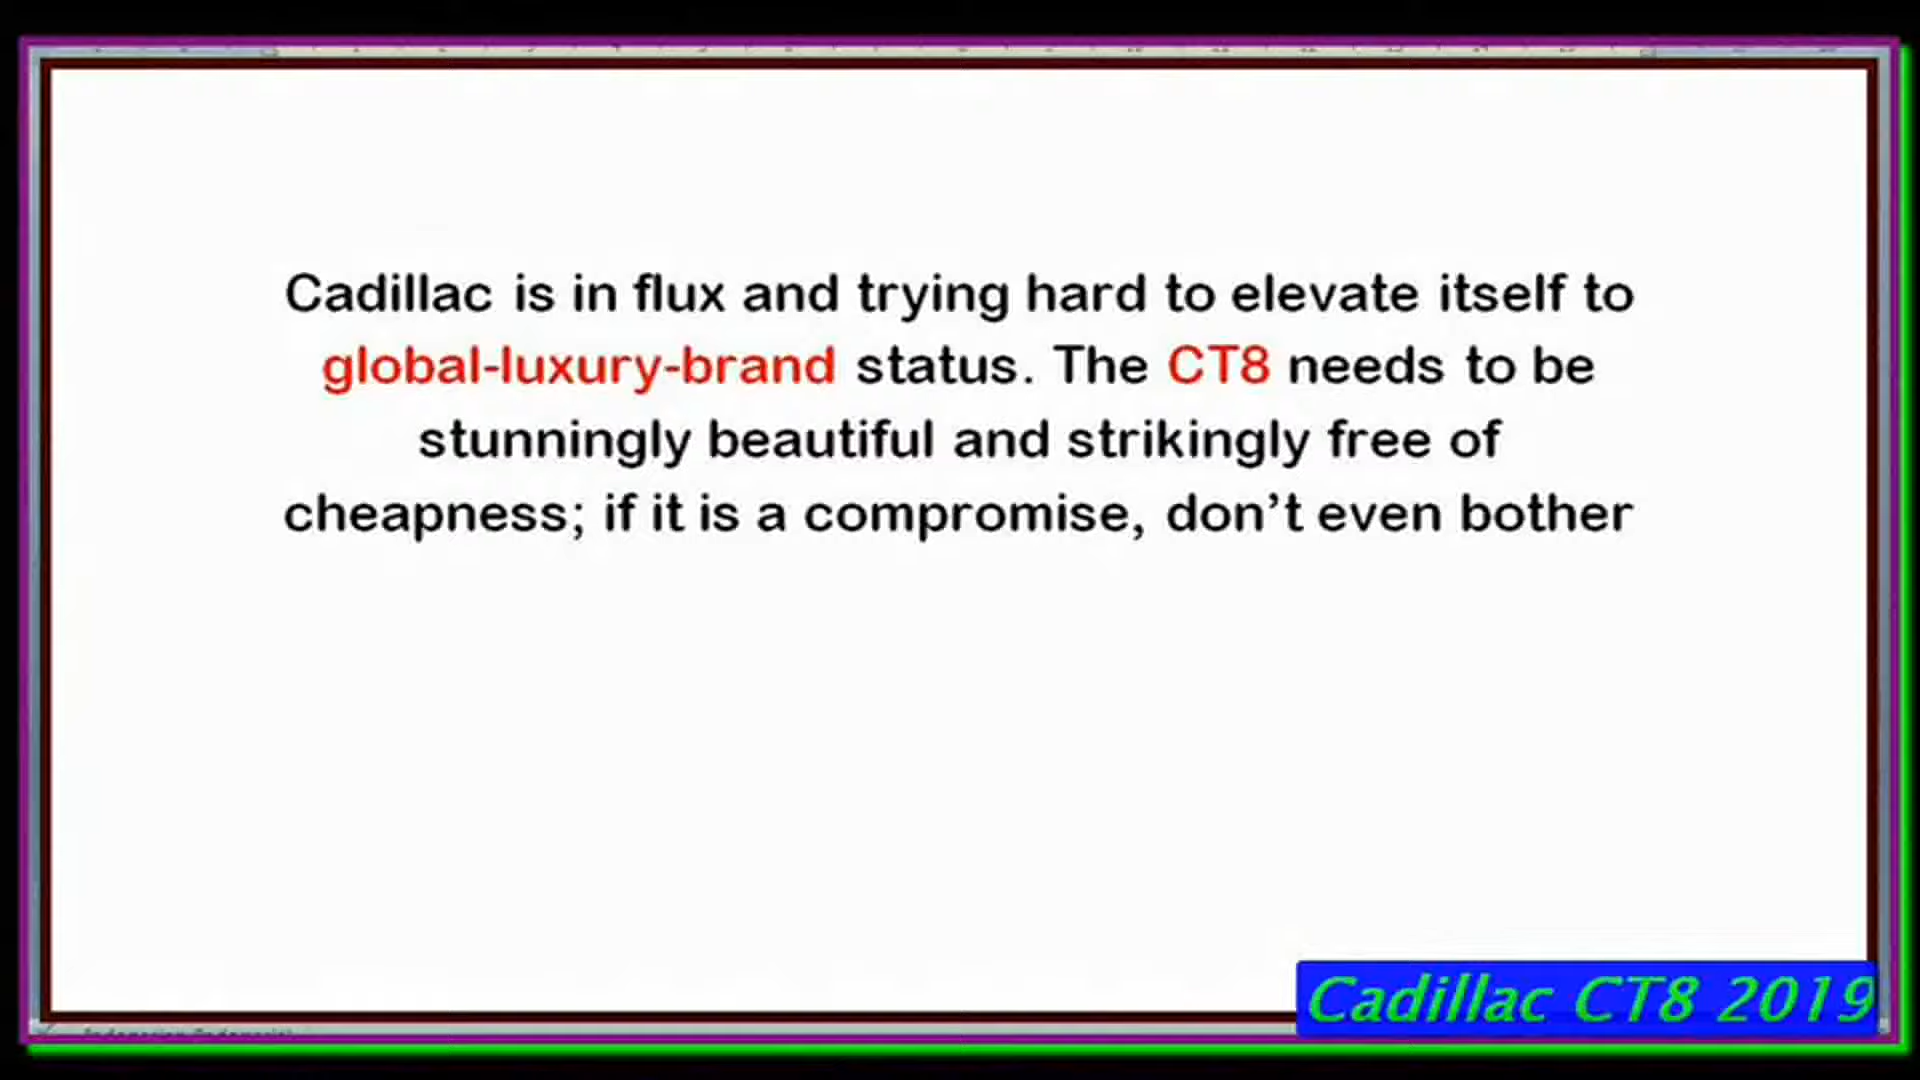 Cadillac is in flux and trying hard to elevate itself to
global-luxury-brand status. The CT8 needs to be
stunningly beautiful and strikingly free of
cheapness; if it is a compromise, don’t even bother
Cadillac CT8 2019